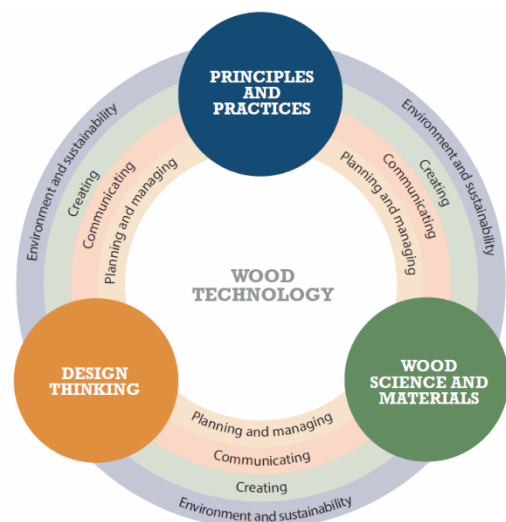 PRINCIPLES
AND
PRACTICES
Environment and sustainability
Creating
Communicating
Planning and managing
Environment and sustainability
Creating
Communicating
Planning and managing
WOOD
TECHNOLOGY
DESIGN
THINKING
WOOD
SCIENCE AND
MATERIALS
Planning and managing
Communicating
Creating
Environment and sustainability